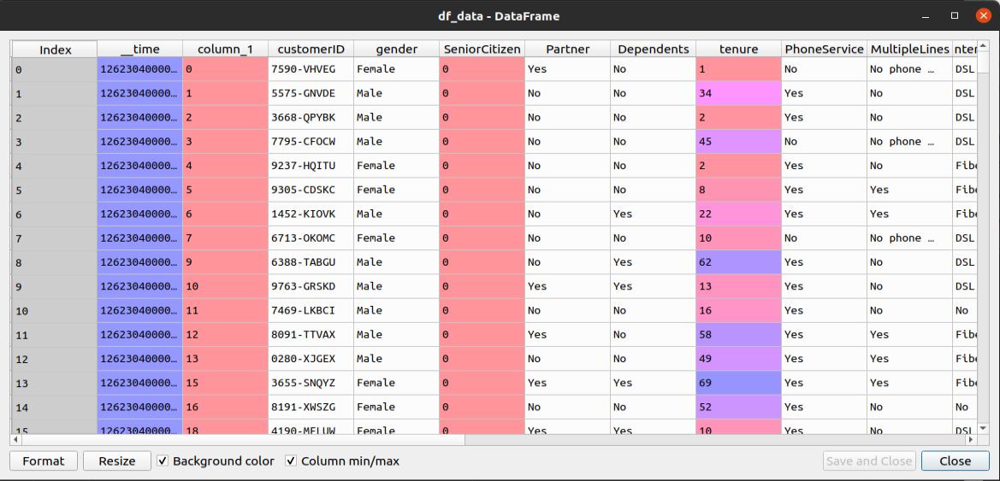 df_data - DataFrame
Index __time column_1 customerID gender SeniorCitizen Partner Dependents tenure PhoneService MultipleLines nter
0 12623040000… 0 7590-VHVEG Female 0 Yes No 1 No No phone … DSL
1 12623040000… 1 5575-GNVDE Male 0 No No 34 Yes No DSL
2 12623040000… 2 3668-QPYBK Male 0 No No 2 Yes No DSL
3 12623040000… 3 7795-CFOCW Male 0 No No 45 No No phone … DSL
4 12623040000… 4 9237-HQITU Female 0 No No 2 Yes No Fibe
5 12623040000… 5 9305-CDSKC Female 0 No No 8 Yes Yes Fibe
6 12623040000… 6 1452-KIOVK Male 0 No Yes 22 Yes Yes Fibe
7 12623040000… 7 6713-OKOMC Female 0 No No 10 No No phone … DSL
8 12623040000… 9 6388-TABGU Male 0 No Yes 62 Yes No DSL
9 12623040000… 10 9763-GRSKD Male 0 Yes Yes 13 Yes No DSL
10 12623040000… 11 7469-LKBCI Male 0 No No 16 Yes No No
11 12623040000… 12 8091-TTVAX Male 0 Yes No 58 Yes Yes Fibe
12 12623040000… 13 0280-XJGEX Male 0 No No 49 Yes Yes Fibe
13 12623040000… 15 3655-SNQYZ Female 0 Yes Yes 69 Yes Yes Fibe
14 12623040000… 16 8191-XWSZG Female 0 No No 52 Yes No No
15 12623040000… 18 4190-MFLUW Female 0 Yes Yes 10 Yes No DSL
Format Resize Background color Column min/max Save and Close Close